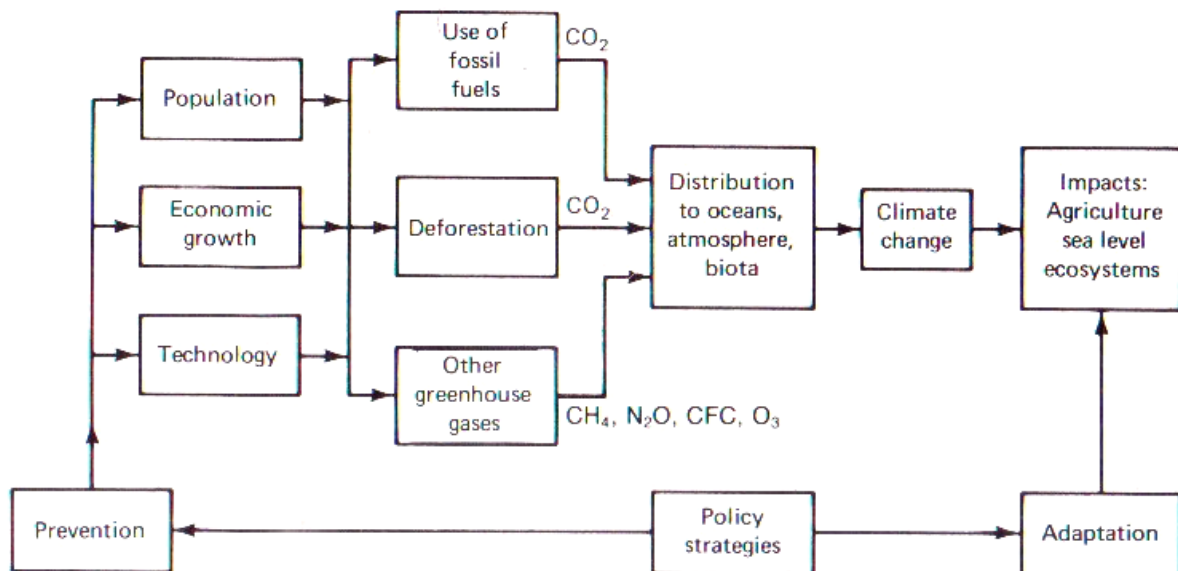 Use of
fossil
fuels
CO₂
Population
Economic
growth
Deforestation
CO₂
Technology
Other
greenhouse
gases
CH₄, N₂O, CFC, O₃
Distribution
to oceans,
atmosphere,
biota
Climate
change
Impacts:
Agriculture
sea level
ecosystems
Prevention
Policy
strategies
Adaptation